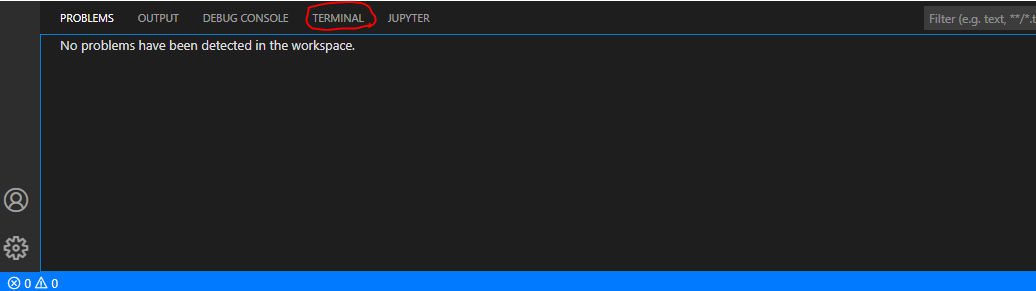 PROBLEMS OUTPUT DEBUG CONSOLE TERMINAL JUPYTER Filter (e.g. text, **/*.t
No problems have been detected in the workspace.
0 0